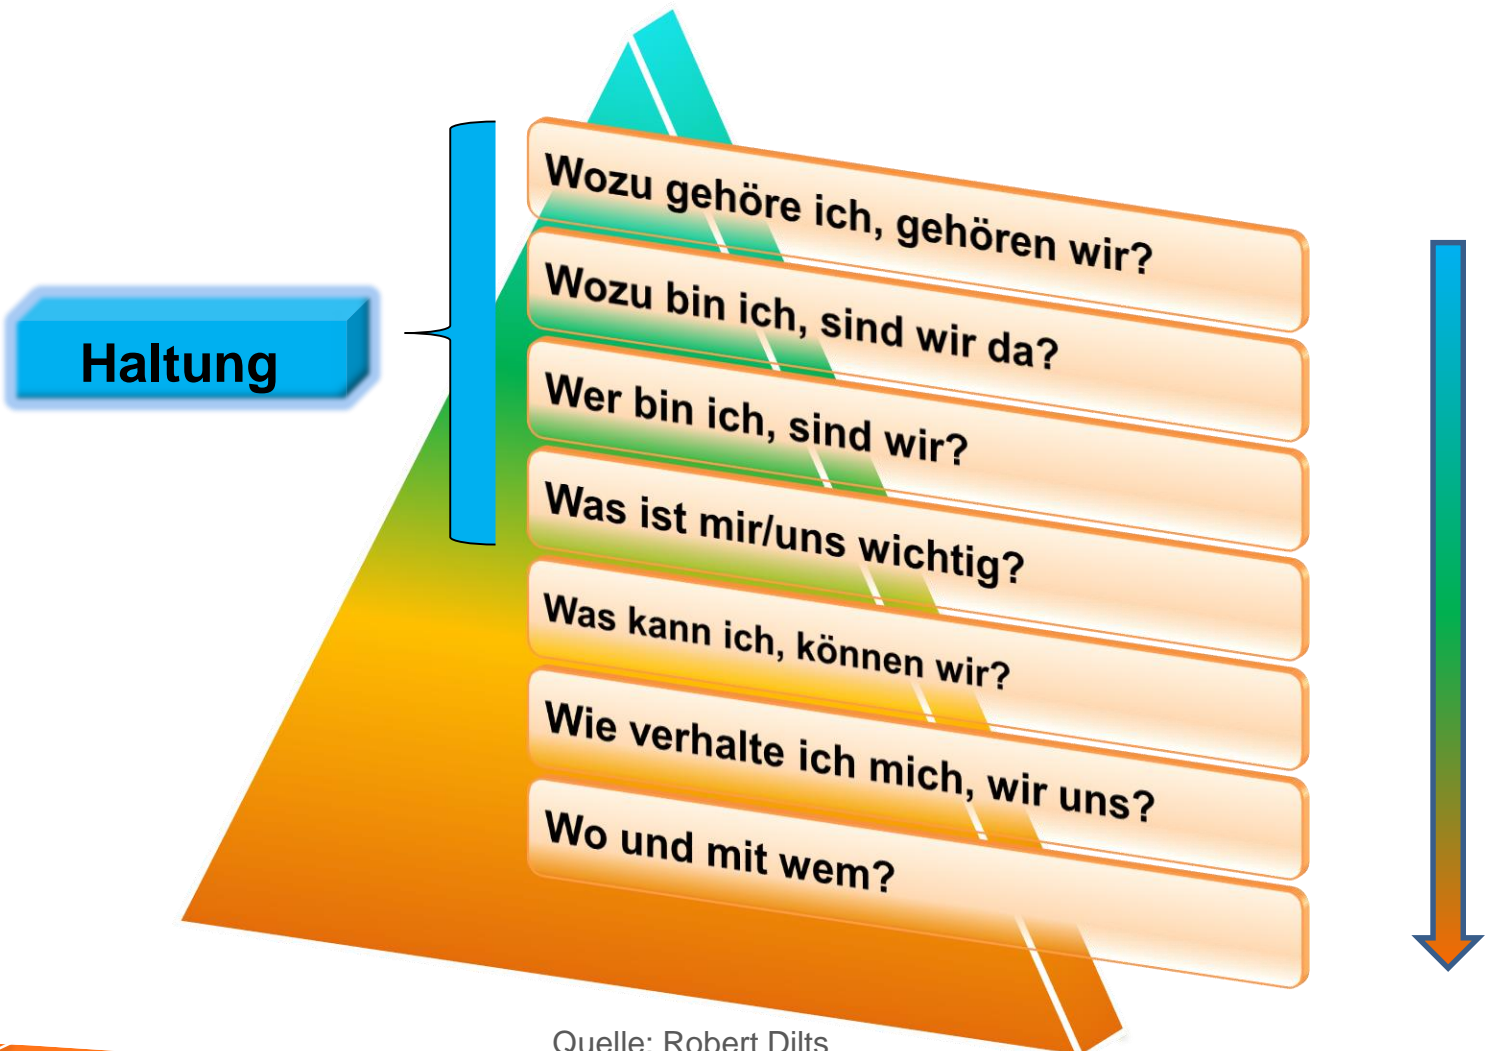 Wozu gehöre ich, gehören wir?
Wozu bin ich, sind wir da?
Haltung
Wer bin ich, sind wir?
Was ist mir/uns wichtig?
Was kann ich, können wir?
Wie verhalte ich mich, wir uns?
Wo und mit wem?
Quelle: Robert Dilts